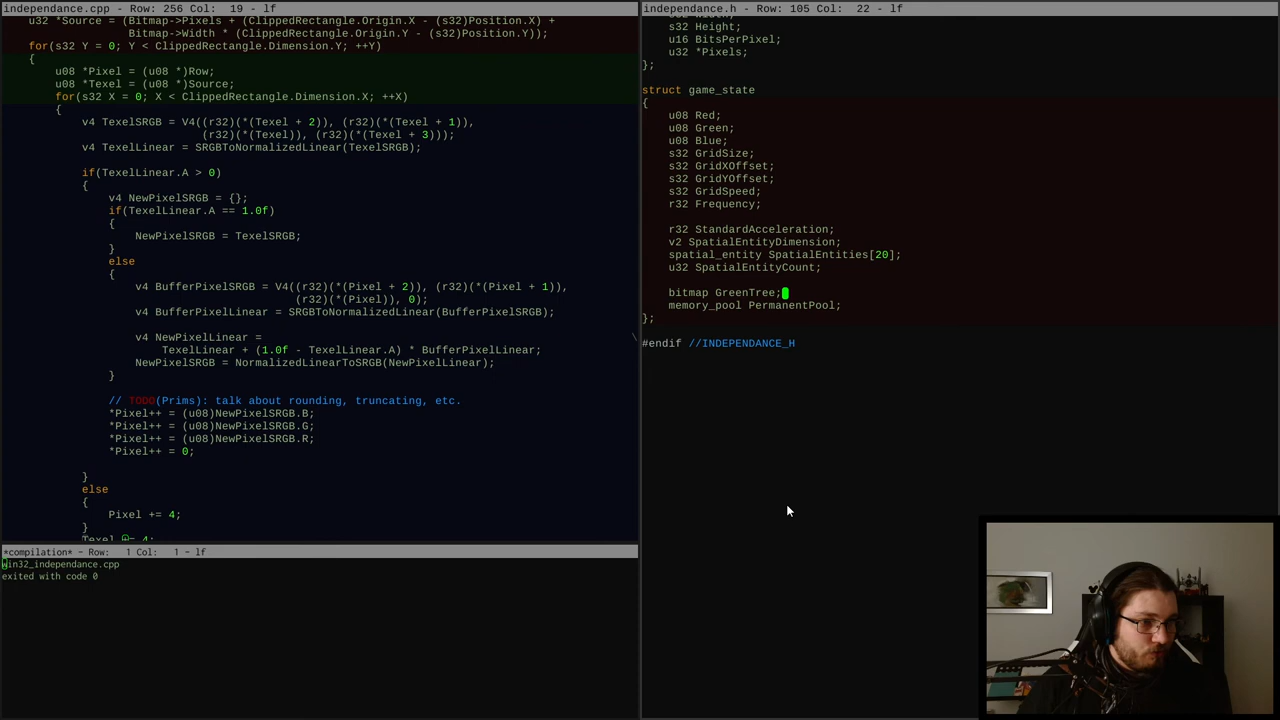 independance.cpp - Row: 256 Col:  19 - lf
u32 *Source = (Bitmap->Pixels + (ClippedRectangle.Origin.X - (s32)Position.X) +
Bitmap->Width * (ClippedRectangle.Origin.Y - (s32)Position.Y));
for(s32 Y = 0; Y < ClippedRectangle.Dimension.Y; ++Y)
{
u08 *Pixel = (u08 *)Row;
u08 *Texel = (u08 *)Source;
for(s32 X = 0; X < ClippedRectangle.Dimension.X; ++X)
{
v4 TexelSRGB = V4((r32)(*(Texel + 2)), (r32)(*(Texel + 1)),
(r32)(*(Texel)), (r32)(*(Texel + 3)));
v4 TexelLinear = SRGBToNormalizedLinear(TexelSRGB);
if(TexelLinear.A > 0)
{
v4 NewPixelSRGB = {};
if(TexelLinear.A == 1.0f)
{
NewPixelSRGB = TexelSRGB;
}
else
{
v4 BufferPixelSRGB = V4((r32)(*(Pixel + 2)), (r32)(*(Pixel + 1)),
(r32)(*(Pixel)), 0);
v4 BufferPixelLinear = SRGBToNormalizedLinear(BufferPixelSRGB);
v4 NewPixelLinear =                                                        \
TexelLinear + (1.0f - TexelLinear.A) * BufferPixelLinear;
NewPixelSRGB = NormalizedLinearToSRGB(NewPixelLinear);
}
// TODO(Prims): talk about rounding, truncating, etc.
*Pixel++ = (u08)NewPixelSRGB.B;
*Pixel++ = (u08)NewPixelSRGB.G;
*Pixel++ = (u08)NewPixelSRGB.R;
*Pixel++ = 0;
}
else
{
Pixel += 4;
}
Texel += 4;
*compilation* - Row:   1 Col:   1 - lf
win32_independance.cpp
exited with code 0
independance.h - Row: 105 Col:  22 - lf
s32 Width;
s32 Height;
u16 BitsPerPixel;
u32 *Pixels;
};
struct game_state
{
u08 Red;
u08 Green;
u08 Blue;
s32 GridSize;
s32 GridXOffset;
s32 GridYOffset;
s32 GridSpeed;
r32 Frequency;
r32 StandardAcceleration;
v2 SpatialEntityDimension;
spatial_entity SpatialEntities[20];
u32 SpatialEntityCount;
bitmap GreenTree;
memory_pool PermanentPool;
};
#endif //INDEPENDANCE_H